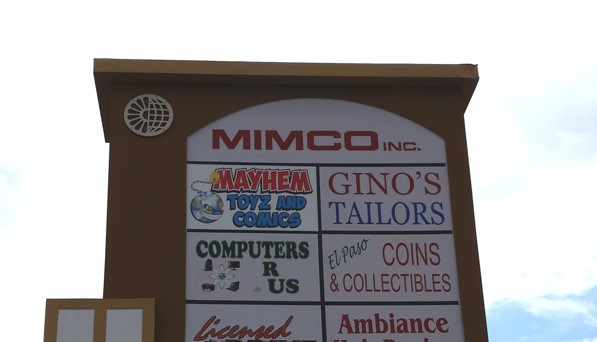 MIMCO INC.
MAYHEM
TOYZ AND
COMICS
GINO'S
TAILORS
COMPUTERS
R
US
El Paso COINS
& COLLECTIBLES
Licensed
Ambiance